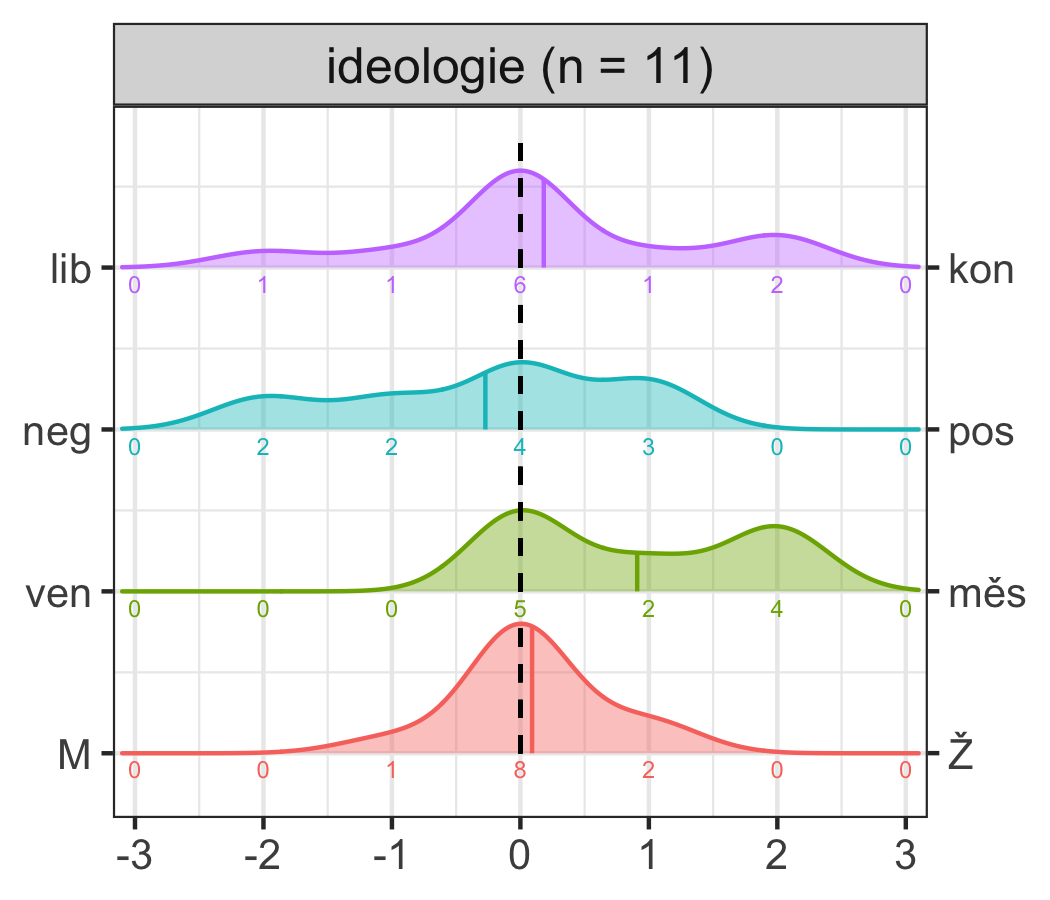 ideologie (n = 11)
lib kon
0 1 1 6 1 2 0
neg pos
0 2 2 4 3 0 0
ven měs
0 0 0 5 2 4 0
M Ž
0 0 1 8 2 0 0
-3 -2 -1 0 1 2 3